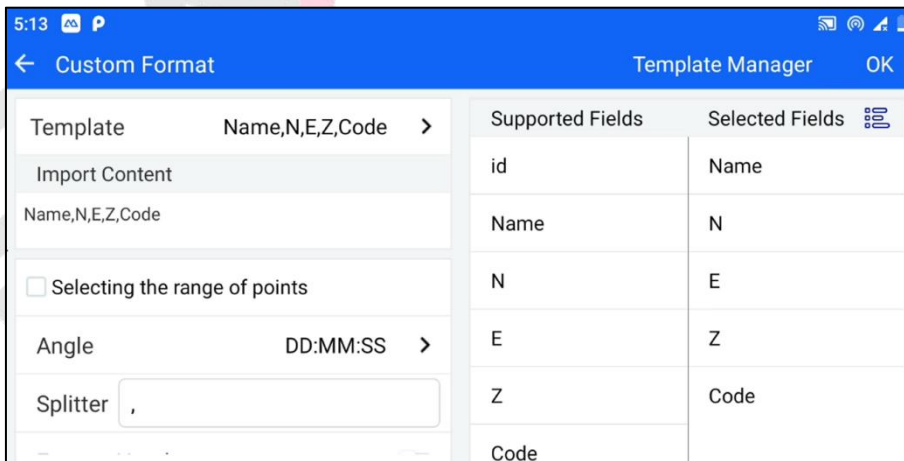 5:13
Custom Format
Template Manager
OK
Template
Name,N,E,Z,Code
Import Content
Name,N,E,Z,Code
Selecting the range of points
Angle
DD:MM:SS
Splitter
,
Supported Fields
Selected Fields
id
Name
Name
N
N
E
E
Z
Z
Code
Code